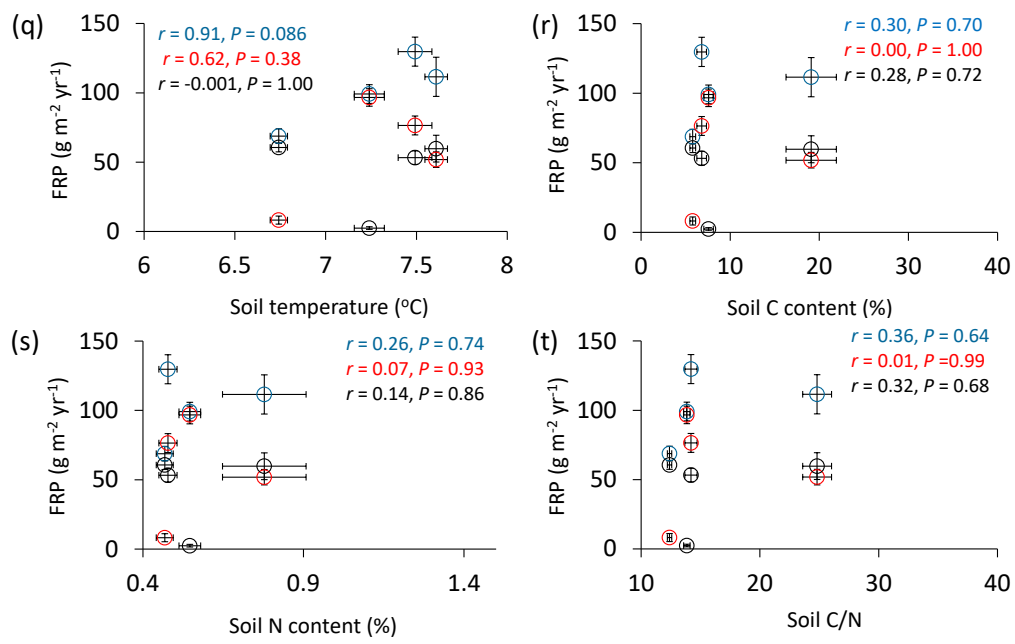 (q)
r = 0.91, P = 0.086
r = 0.62, P = 0.38
r = -0.001, P = 1.00
FRP (g m⁻² yr⁻¹)
150
100
50
0
6 6.5 7 7.5 8
Soil temperature (°C)
(r)
r = 0.30, P = 0.70
r = 0.00, P = 1.00
r = 0.28, P = 0.72
FRP (g m⁻² yr⁻¹)
150
100
50
0
0 10 20 30 40
Soil C content (%)
(s)
r = 0.26, P = 0.74
r = 0.07, P = 0.93
r = 0.14, P = 0.86
FRP (g m⁻² yr⁻¹)
150
100
50
0
0.4 0.9 1.4
Soil N content (%)
(t)
r = 0.36, P = 0.64
r = 0.01, P =0.99
r = 0.32, P = 0.68
FRP (g m⁻² yr⁻¹)
150
100
50
0
10 20 30 40
Soil C/N